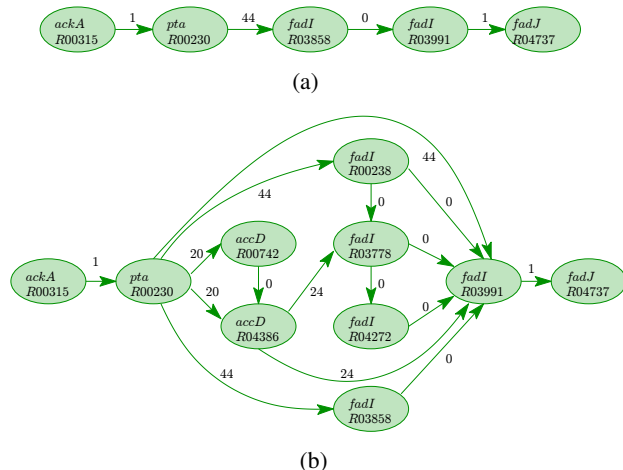 ackA
R00315
1
pta
R00230
44
fadI
R03858
0
fadI
R03991
1
fadJ
R04737
(a)
44
fadI
R00238
44
0
0
20
accD
R00742
fadI
R03778
0
ackA
R00315
1
pta
R00230
0
24
0
fadI
R03991
1
fadJ
R04737
20
accD
R04386
fadI
R04272
0
24
0
44
fadI
R03858
(b)